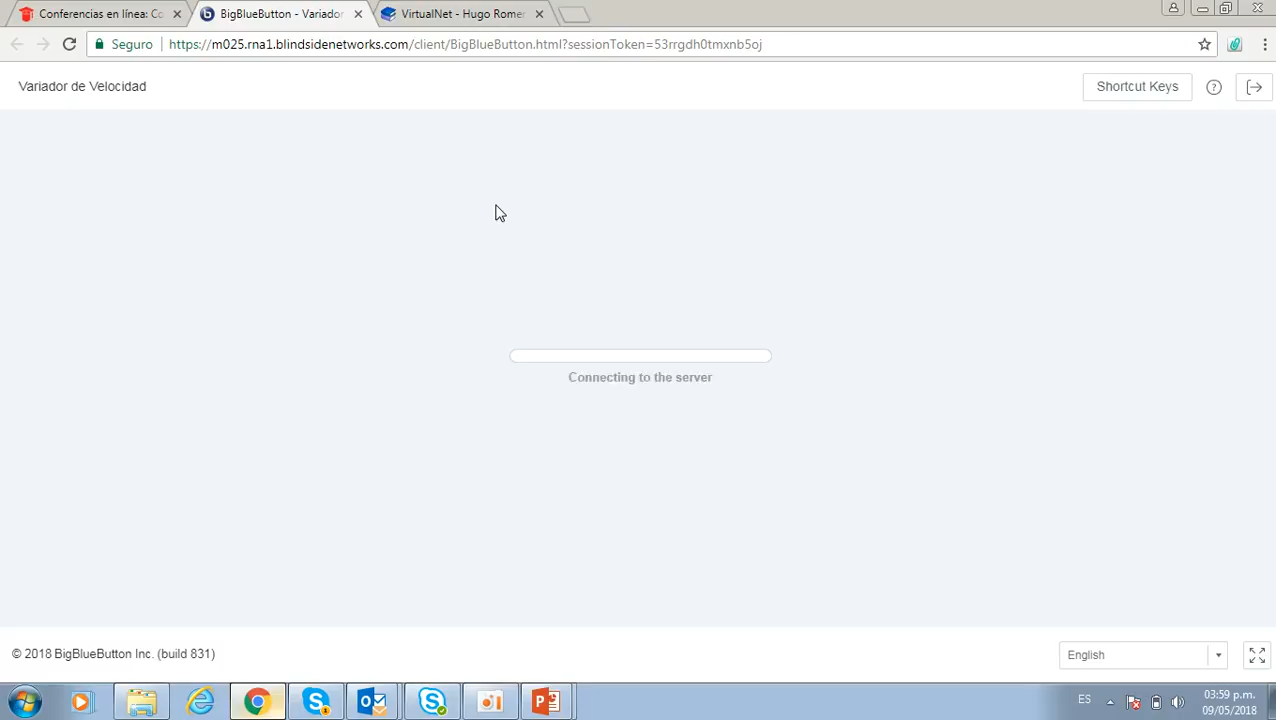 Conferencias en línea: Co
BigBlueButton - Variador
VirtualNet - Hugo Romer
Seguro
https://m025.rna1.blindsidenetworks.com/client/BigBlueButton.html?sessionToken=53rrgdh0tmxnb5oj
Variador de Velocidad
Shortcut Keys
?
Connecting to the server
© 2018 BigBlueButton Inc. (build 831)
English
ES
03:59 p.m.
09/05/2018